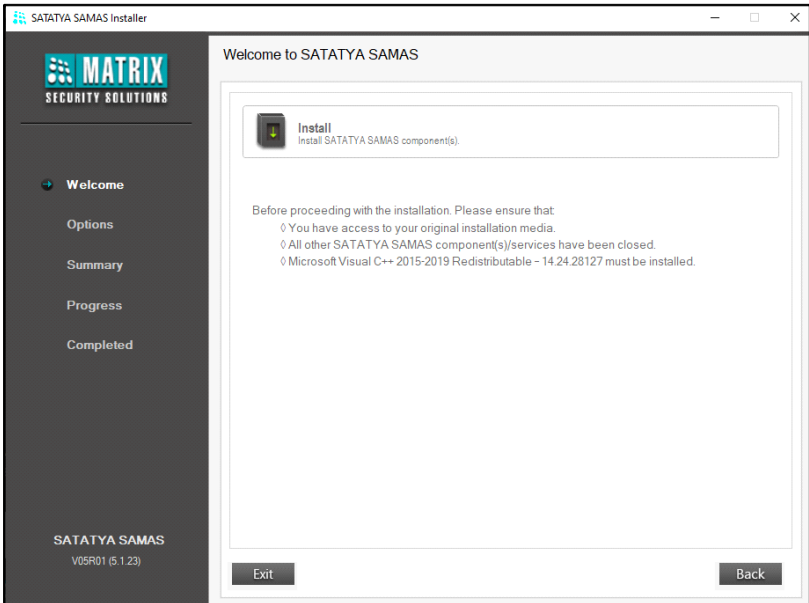 SATATYA SAMAS Installer
MATRIX
SECURITY SOLUTIONS
Welcome
Options
Summary
Progress
Completed
SATATYA SAMAS
V05R01 (5.1.23)
Welcome to SATATYA SAMAS
Install
Install SATATYA SAMAS component(s).
Before proceeding with the installation. Please ensure that:
◊ You have access to your original installation media.
◊ All other SATATYA SAMAS component(s)/services have been closed.
◊ Microsoft Visual C++ 2015-2019 Redistributable – 14.24.28127 must be installed.
Exit
Back